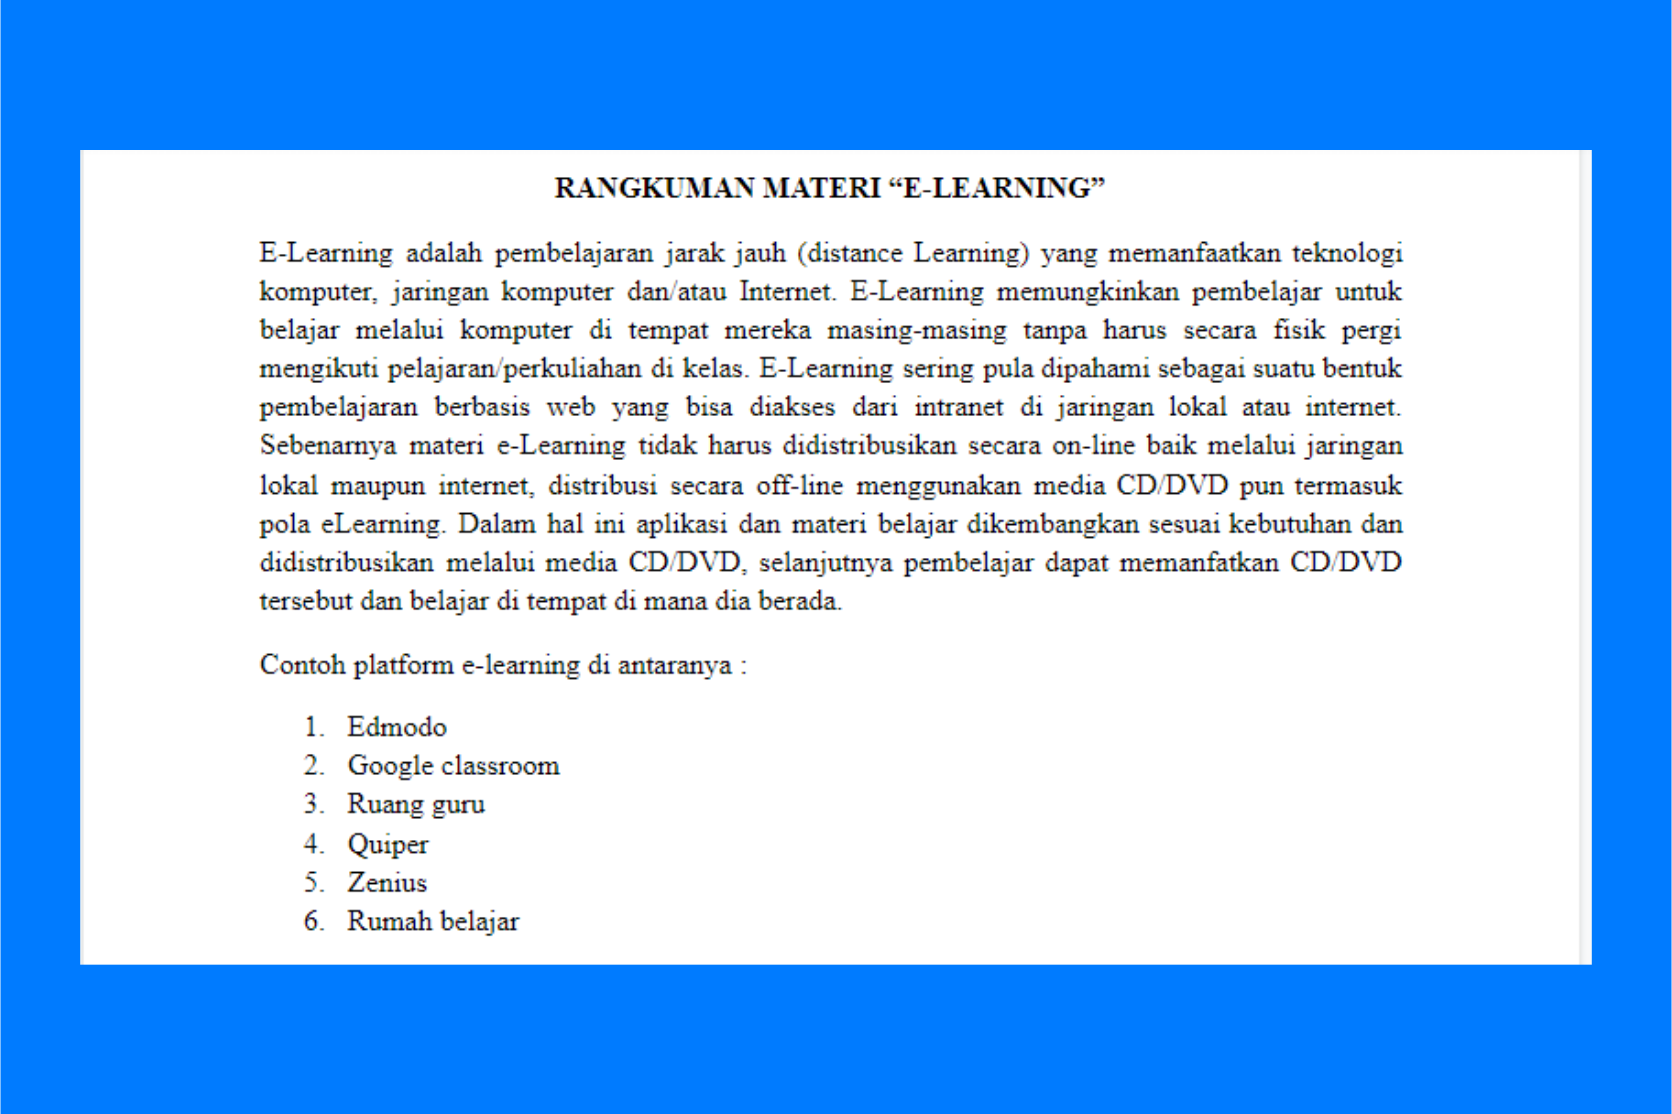 RANGKUMAN MATERI “E-LEARNING”
E-Learning adalah pembelajaran jarak jauh (distance Learning) yang memanfaatkan teknologi
komputer, jaringan komputer dan/atau Internet. E-Learning memungkinkan pembelajar untuk
belajar melalui komputer di tempat mereka masing-masing tanpa harus secara fisik pergi
mengikuti pelajaran/perkuliahan di kelas. E-Learning sering pula dipahami sebagai suatu bentuk
pembelajaran berbasis web yang bisa diakses dari intranet di jaringan lokal atau internet.
Sebenarnya materi e-Learning tidak harus didistribusikan secara on-line baik melalui jaringan
lokal maupun internet, distribusi secara off-line menggunakan media CD/DVD pun termasuk
pola eLearning. Dalam hal ini aplikasi dan materi belajar dikembangkan sesuai kebutuhan dan
didistribusikan melalui media CD/DVD, selanjutnya pembelajar dapat memanfatkan CD/DVD
tersebut dan belajar di tempat di mana dia berada.
Contoh platform e-learning di antaranya :
1. Edmodo
2. Google classroom
3. Ruang guru
4. Quiper
5. Zenius
6. Rumah belajar